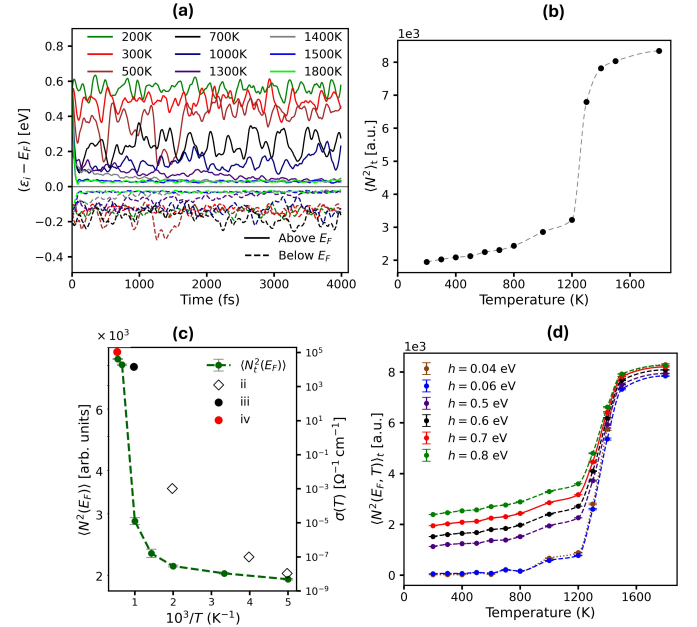 (a)
200K
700K
1400K
300K
1000K
1500K
500K
1300K
1800K
0.8
0.6
0.4
0.2
0.0
−0.2
−0.4
⟨ε_i − E_F⟩ [eV]
Above E_F
Below E_F
0
1000
2000
3000
4000
Time (fs)
(b)
1e3
8
7
6
5
4
3
2
⟨N²⟩_t [a.u.]
400
800
1200
1600
Temperature (K)
(c)
× 10³
6
4
3
2
⟨N²(E_F)⟩ [arb. units]
⟨N_t²(E_F)⟩
ii
iii
iv
10⁵
10³
10¹
10⁻¹
10⁻³
10⁻⁵
10⁻⁷
10⁻⁹
σ(T) [Ω⁻¹ cm⁻¹]
1
2
3
4
5
10³/T (K⁻¹)
(d)
1e3
h = 0.04 eV
h = 0.06 eV
h = 0.5 eV
h = 0.6 eV
h = 0.7 eV
h = 0.8 eV
8
6
4
2
0
⟨N²(E_F, T)⟩_t [a.u.]
400
800
1200
1600
Temperature (K)